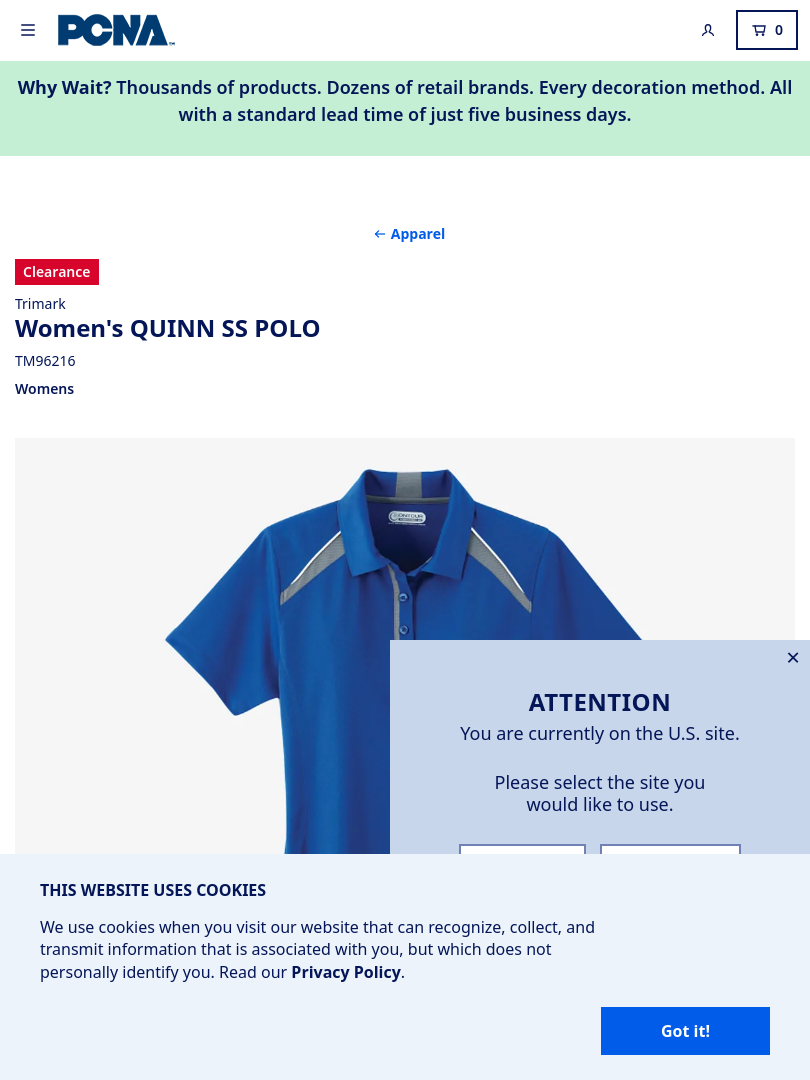 PCNA
0
Why Wait? Thousands of products. Dozens of retail brands. Every decoration method. All
with a standard lead time of just five business days.
← Apparel
Clearance
Trimark
Women's QUINN SS POLO
TM96216
Womens
ATTENTION
You are currently on the U.S. site.
Please select the site you
would like to use.
THIS WEBSITE USES COOKIES
We use cookies when you visit our website that can recognize, collect, and
transmit information that is associated with you, but which does not
personally identify you. Read our Privacy Policy.
Got it!